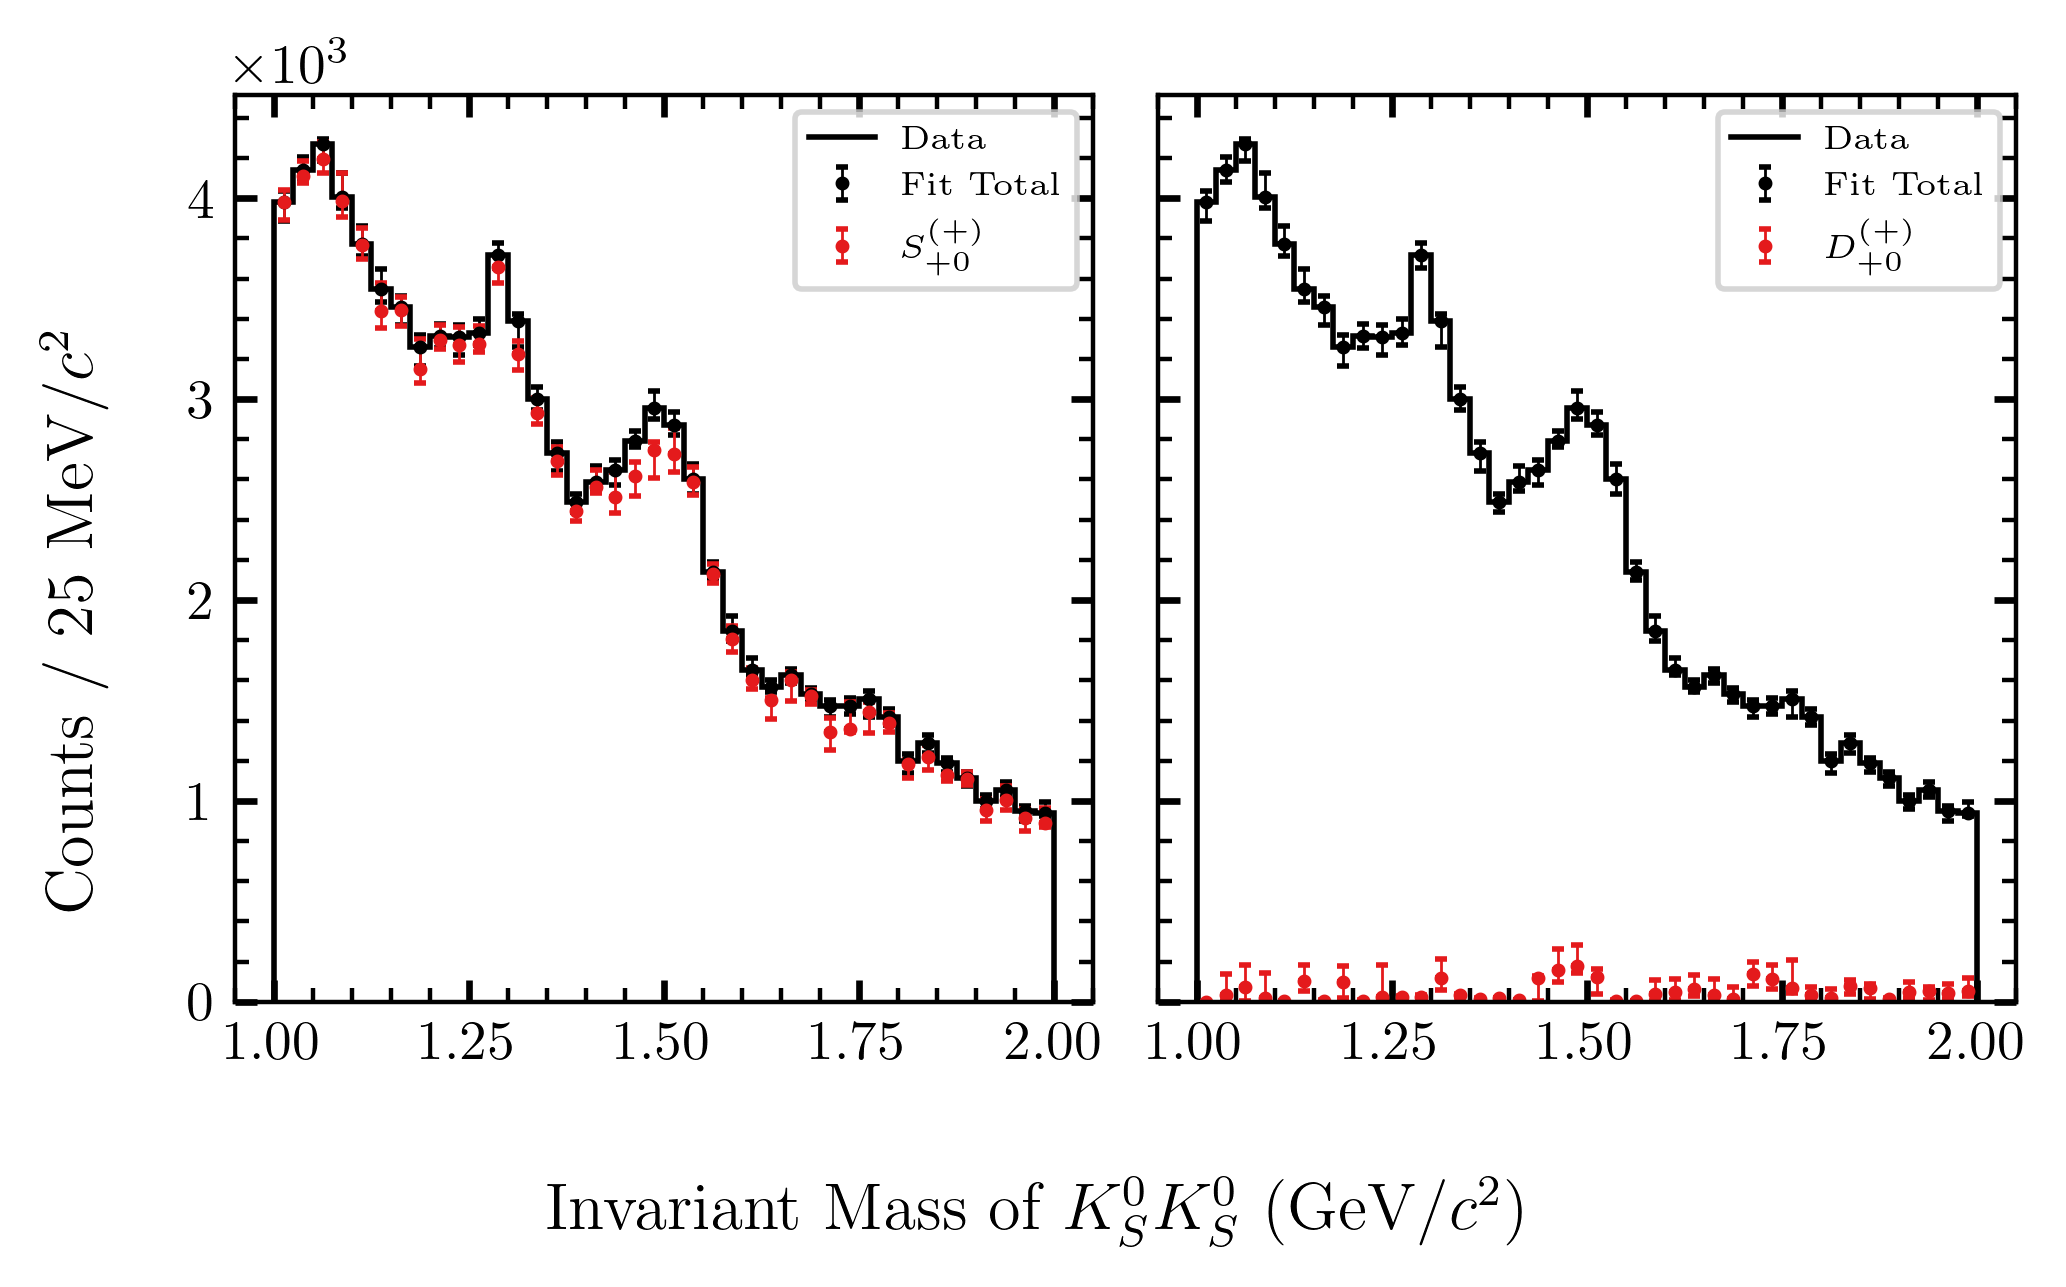 ×10³
Counts / 25 MeV/c²
4
3
2
1
0
Data
Fit Total
S₊₀⁽⁺⁾
1.00 1.25 1.50 1.75 2.00
Data
Fit Total
D₊₀⁽⁺⁾
1.00 1.25 1.50 1.75 2.00
Invariant Mass of K⁰_S K⁰_S (GeV/c²)